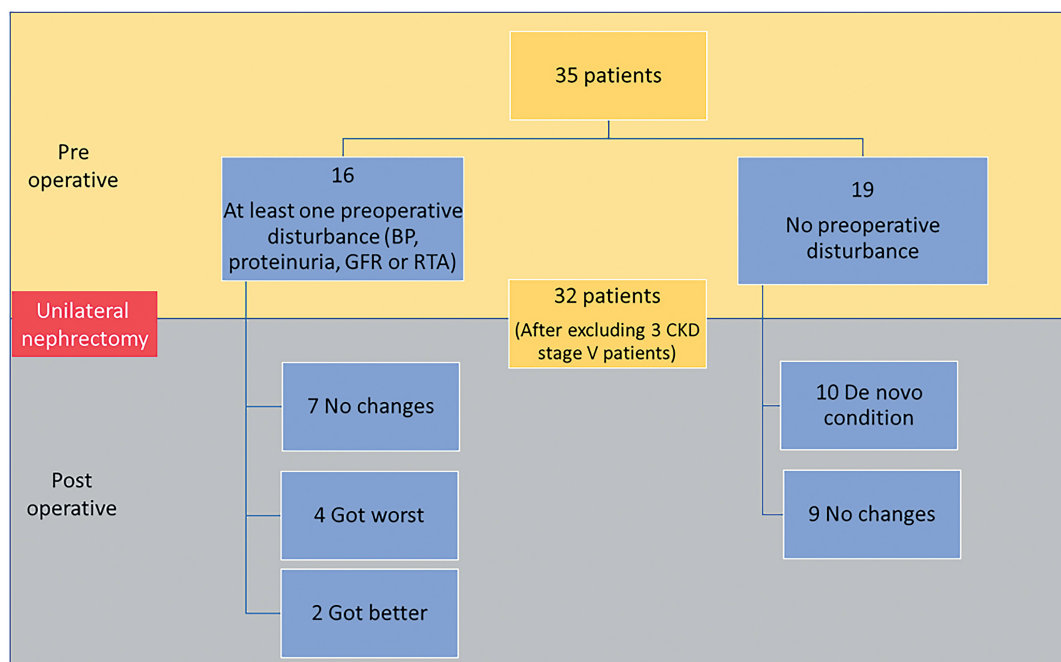 35 patients
Pre
operative
16
At least one preoperative
disturbance (BP,
proteinuria, GFR or RTA)
19
No preoperative
disturbance
Unilateral
nephrectomy
32 patients
(After excluding 3 CKD
stage V patients)
Post
operative
7 No changes
4 Got worst
2 Got better
10 De novo
condition
9 No changes